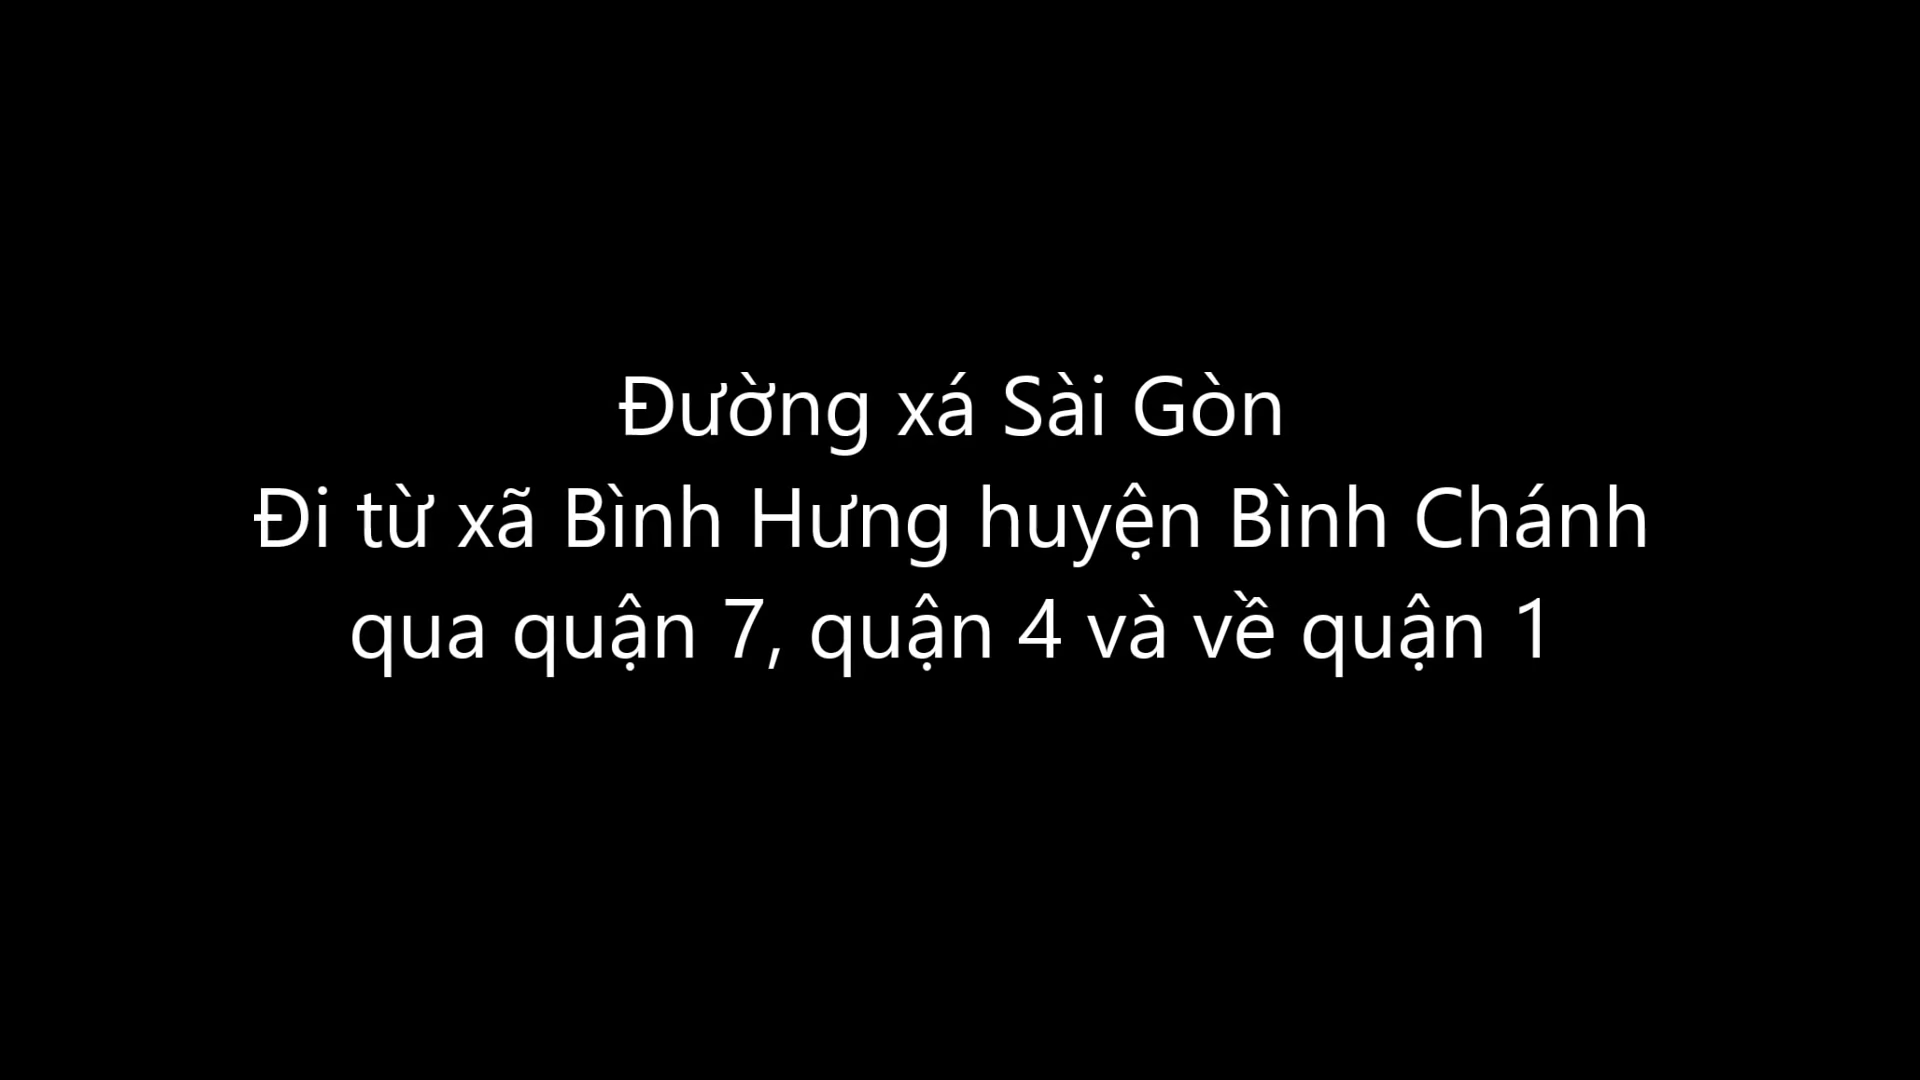 Đường xá Sài Gòn
Đi từ xã Bình Hưng huyện Bình Chánh
qua quận 7, quận 4 và về quận 1